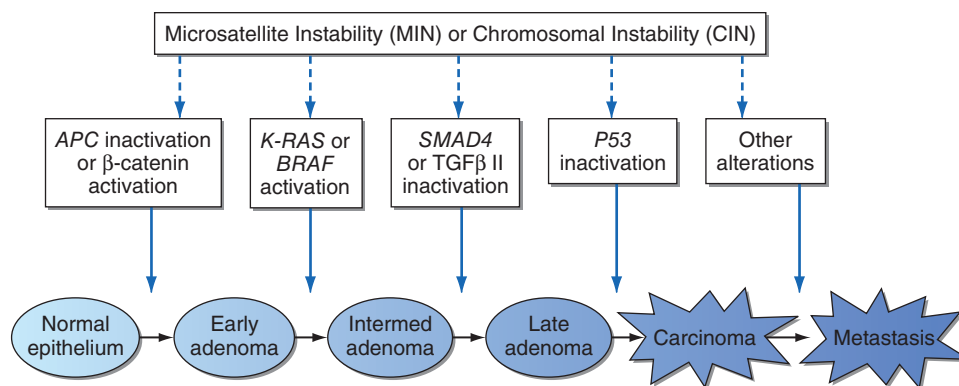 Microsatellite Instability (MIN) or Chromosomal Instability (CIN)
APC inactivation
or β-catenin
activation
K-RAS or
BRAF
activation
SMAD4
or TGFβ II
inactivation
P53
inactivation
Other
alterations
Normal
epithelium
Early
adenoma
Intermed
adenoma
Late
adenoma
Carcinoma
Metastasis